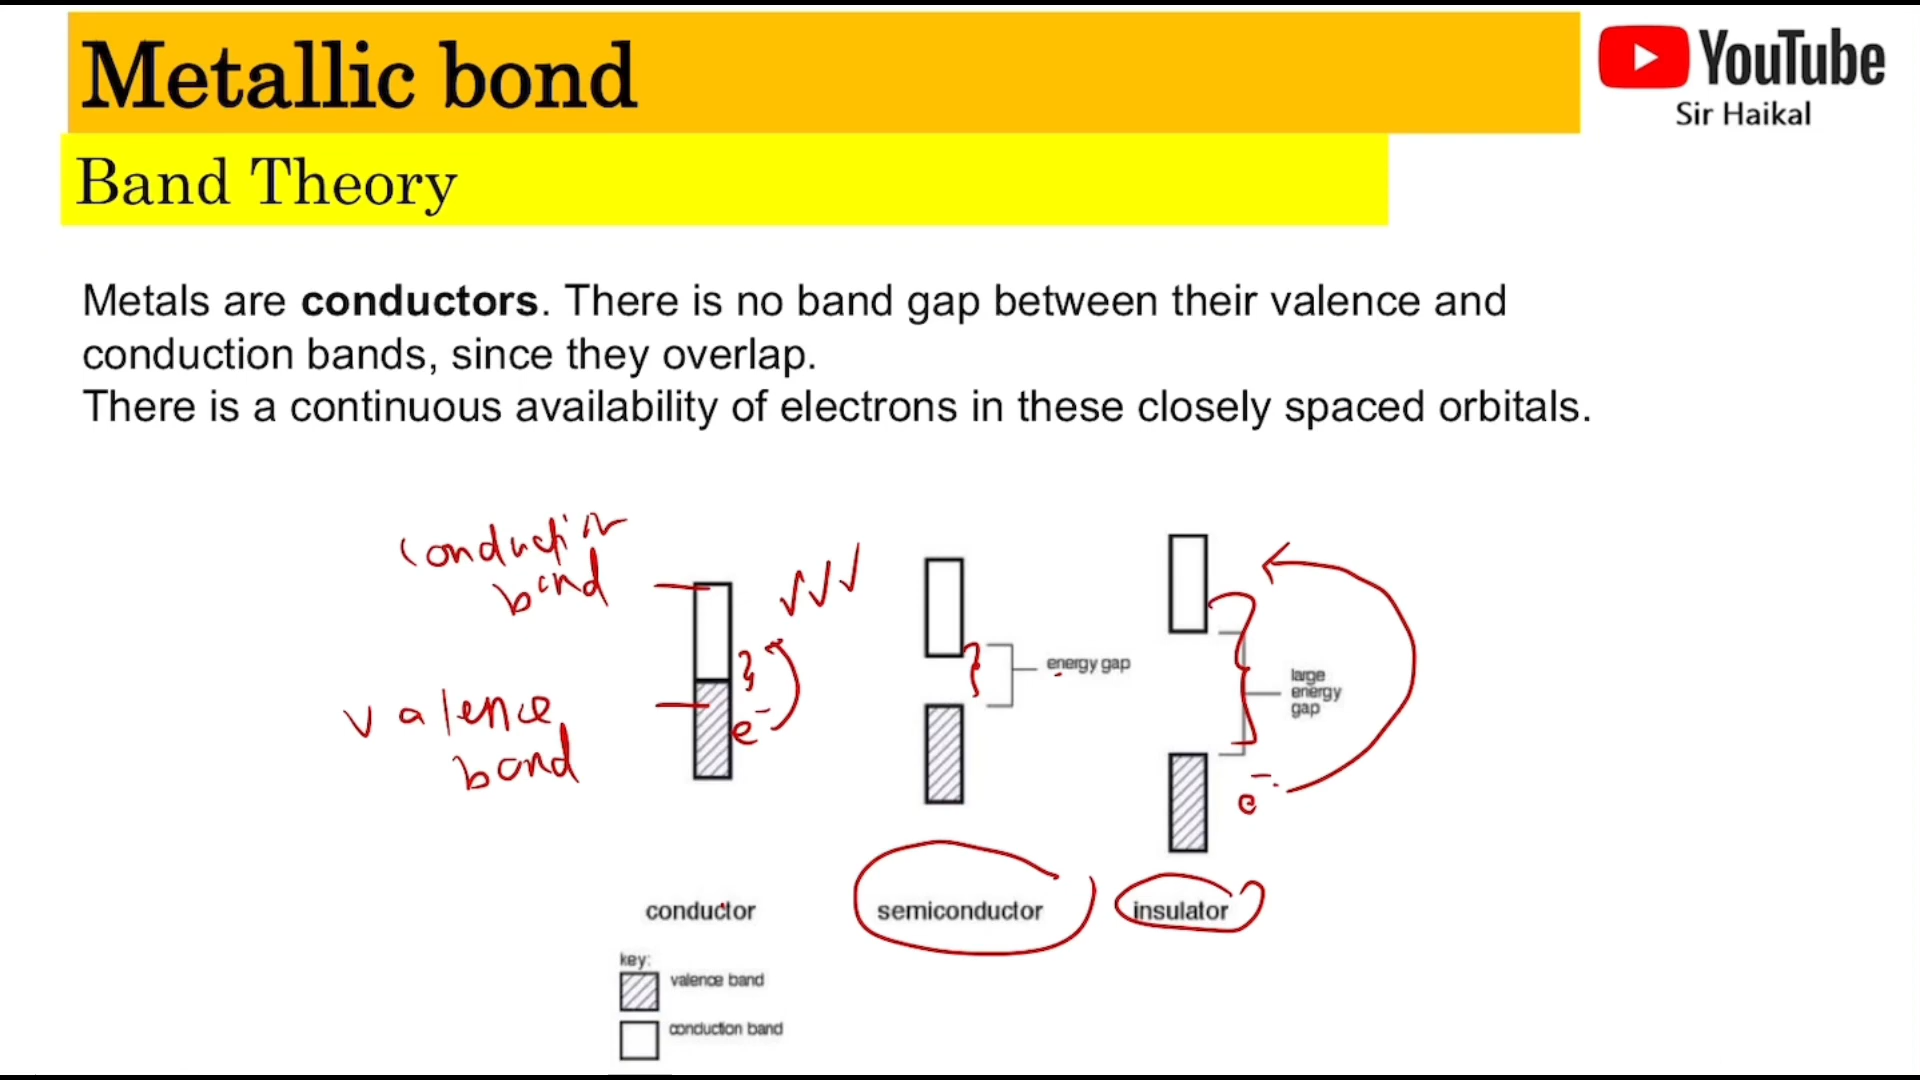 Metallic bond
YouTube
Sir Haikal
Band Theory
Metals are conductors. There is no band gap between their valence and
conduction bands, since they overlap.
There is a continuous availability of electrons in these closely spaced orbitals.
conduction
band
valence
band
e⁻
energy gap
large
energy
gap
e⁻
conductor
semiconductor
insulator
key:
valence band
conduction band